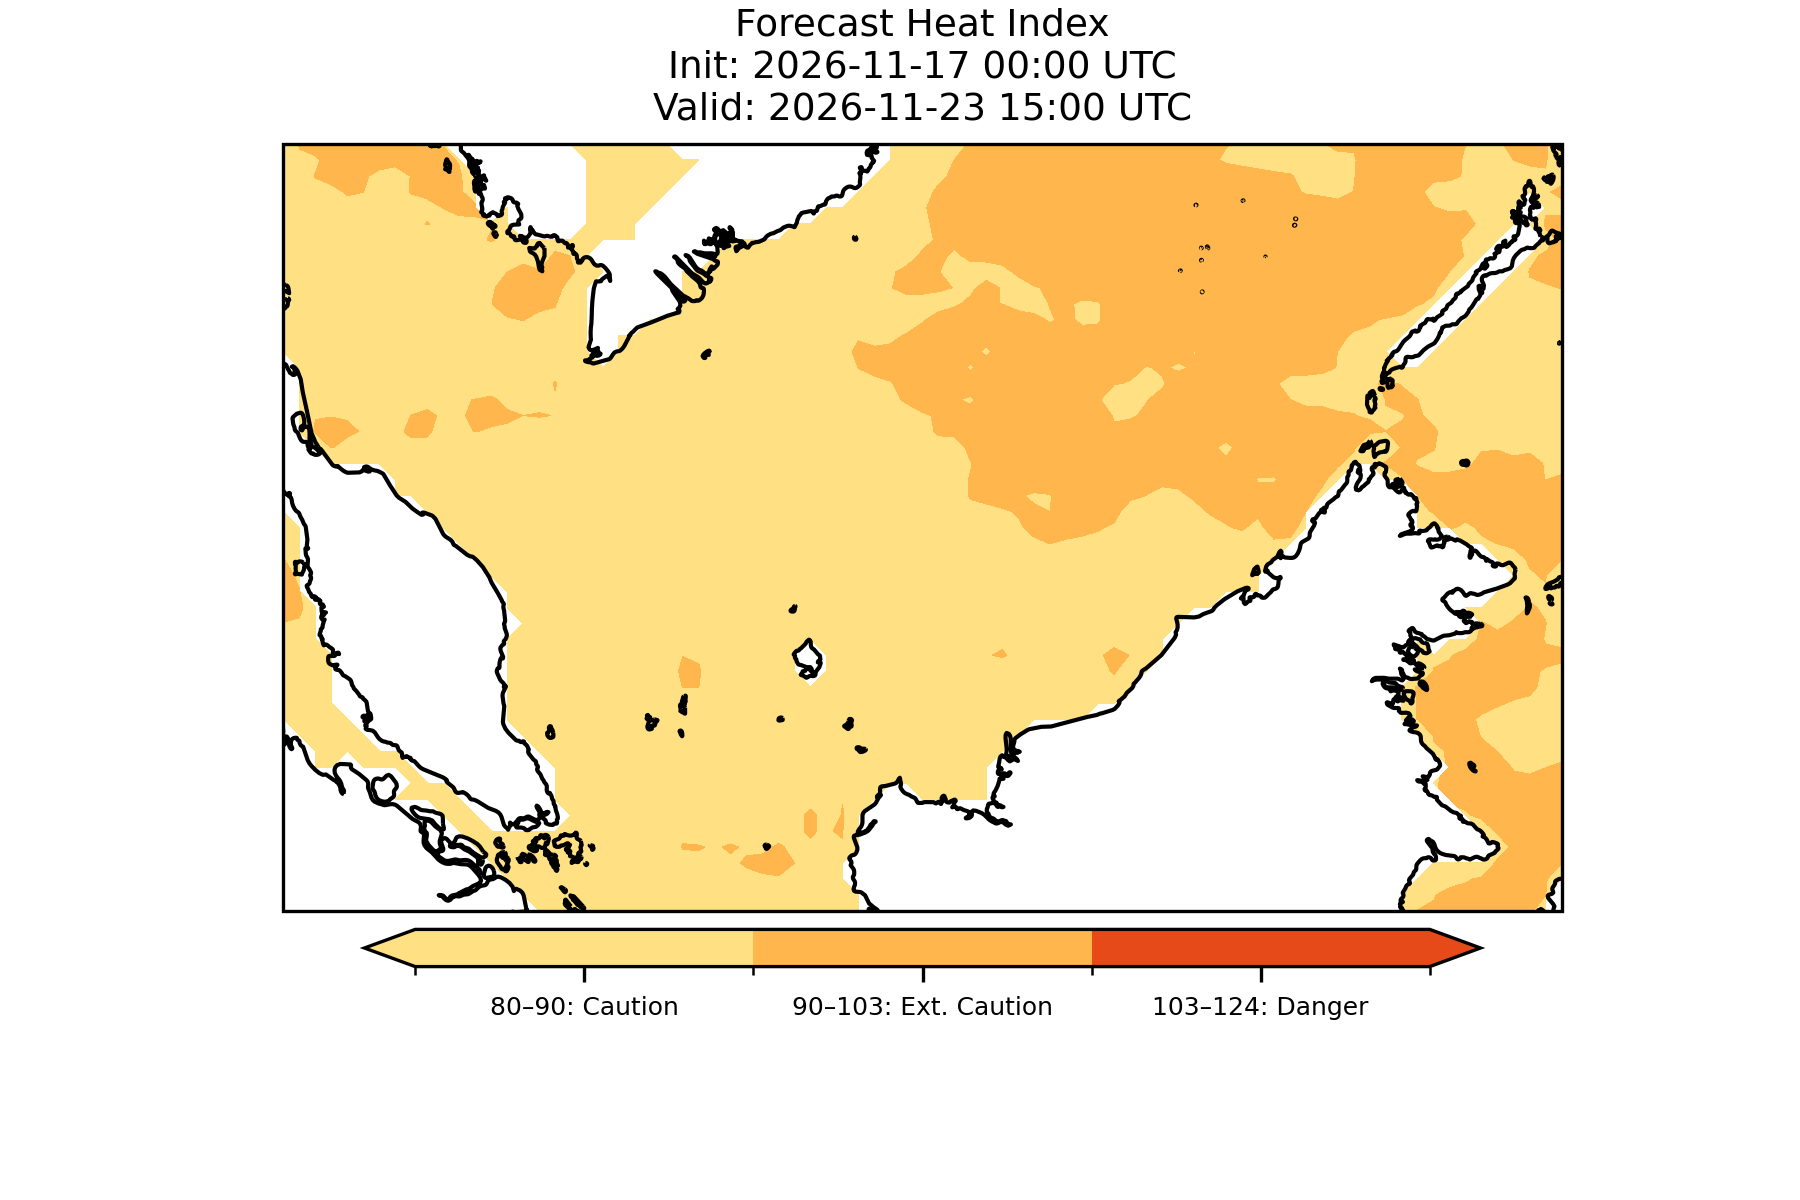 Forecast Heat Index
Init: 2026-11-17 00:00 UTC
Valid: 2026-11-23 15:00 UTC
80–90: Caution
90–103: Ext. Caution
103–124: Danger